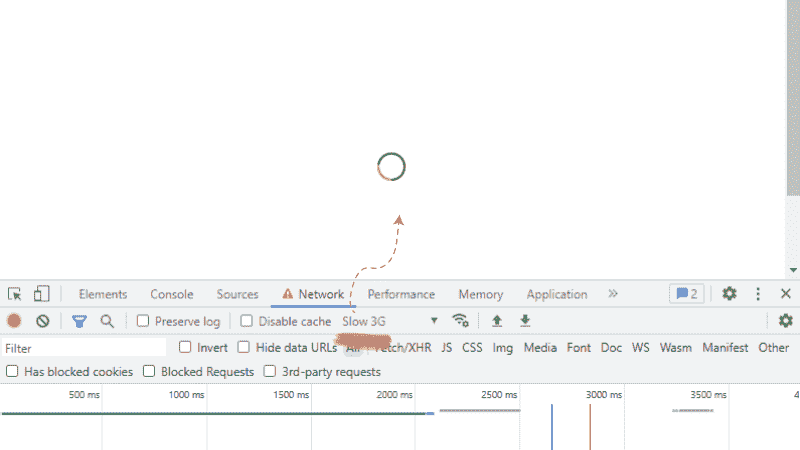 Elements Console Sources Network Performance Memory Application 2
Preserve log Disable cache Slow 3G
Filter Invert Hide data URLs All Fetch/XHR JS CSS Img Media Font Doc WS Wasm Manifest Other
Has blocked cookies Blocked Requests 3rd-party requests
500 ms 1000 ms 1500 ms 2000 ms 2500 ms 3000 ms 3500 ms 4